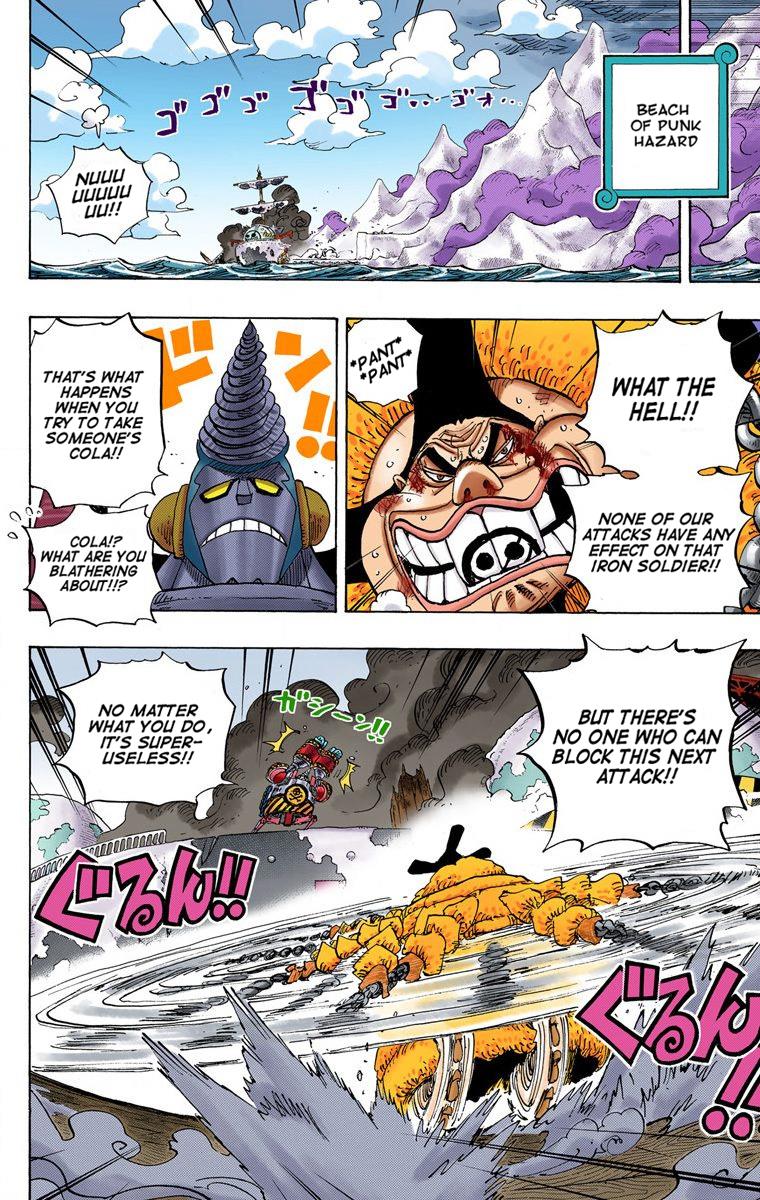 BEACH
OF PUNK
HAZARD
ゴゴゴゴゴゴ‥ゴォ…
NUUU
UUUUUU
UU!!
WHAT THE
HELL!!
*PANT*
*PANT*
NONE OF OUR
ATTACKS HAVE ANY
EFFECT ON THAT
IRON SOLDIER!!
ドン!!
THAT'S WHAT
HAPPENS
WHEN YOU
TRY TO TAKE
SOMEONE'S
COLA!!
COLA!?
WHAT ARE YOU
BLATHERING
ABOUT!!?
BUT THERE'S
NO ONE WHO CAN
BLOCK THIS NEXT
ATTACK!!
ガシーン!!
NO MATTER
WHAT YOU DO,
IT'S SUPER-
USELESS!!
ぐるん!!
ぐるん!!